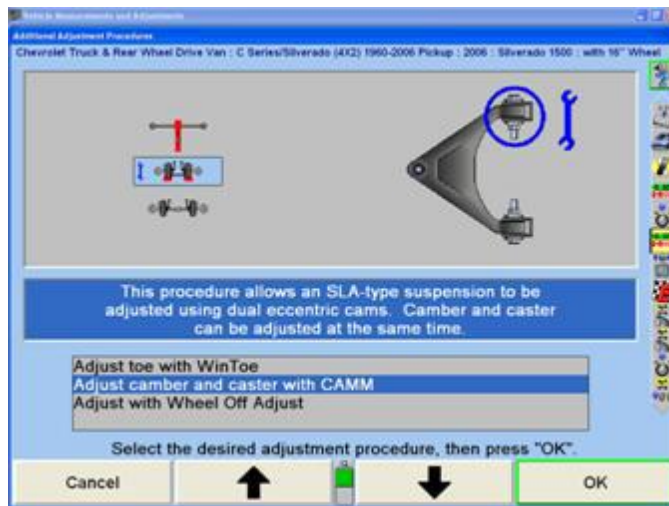 Vehicle Measurements and Adjustments
Additional Adjustment Procedures
Chevrolet Truck & Rear Wheel Drive Van : C Series/Silverado (4X2) 1960-2006 Pickup : 2006 : Silverado 1500 : with 16" Wheel
This procedure allows an SLA-type suspension to be
adjusted using dual eccentric cams. Camber and caster
can be adjusted at the same time.
Adjust toe with WinToe
Adjust camber and caster with CAMM
Adjust with Wheel Off Adjust
Select the desired adjustment procedure, then press "OK".
Cancel
OK